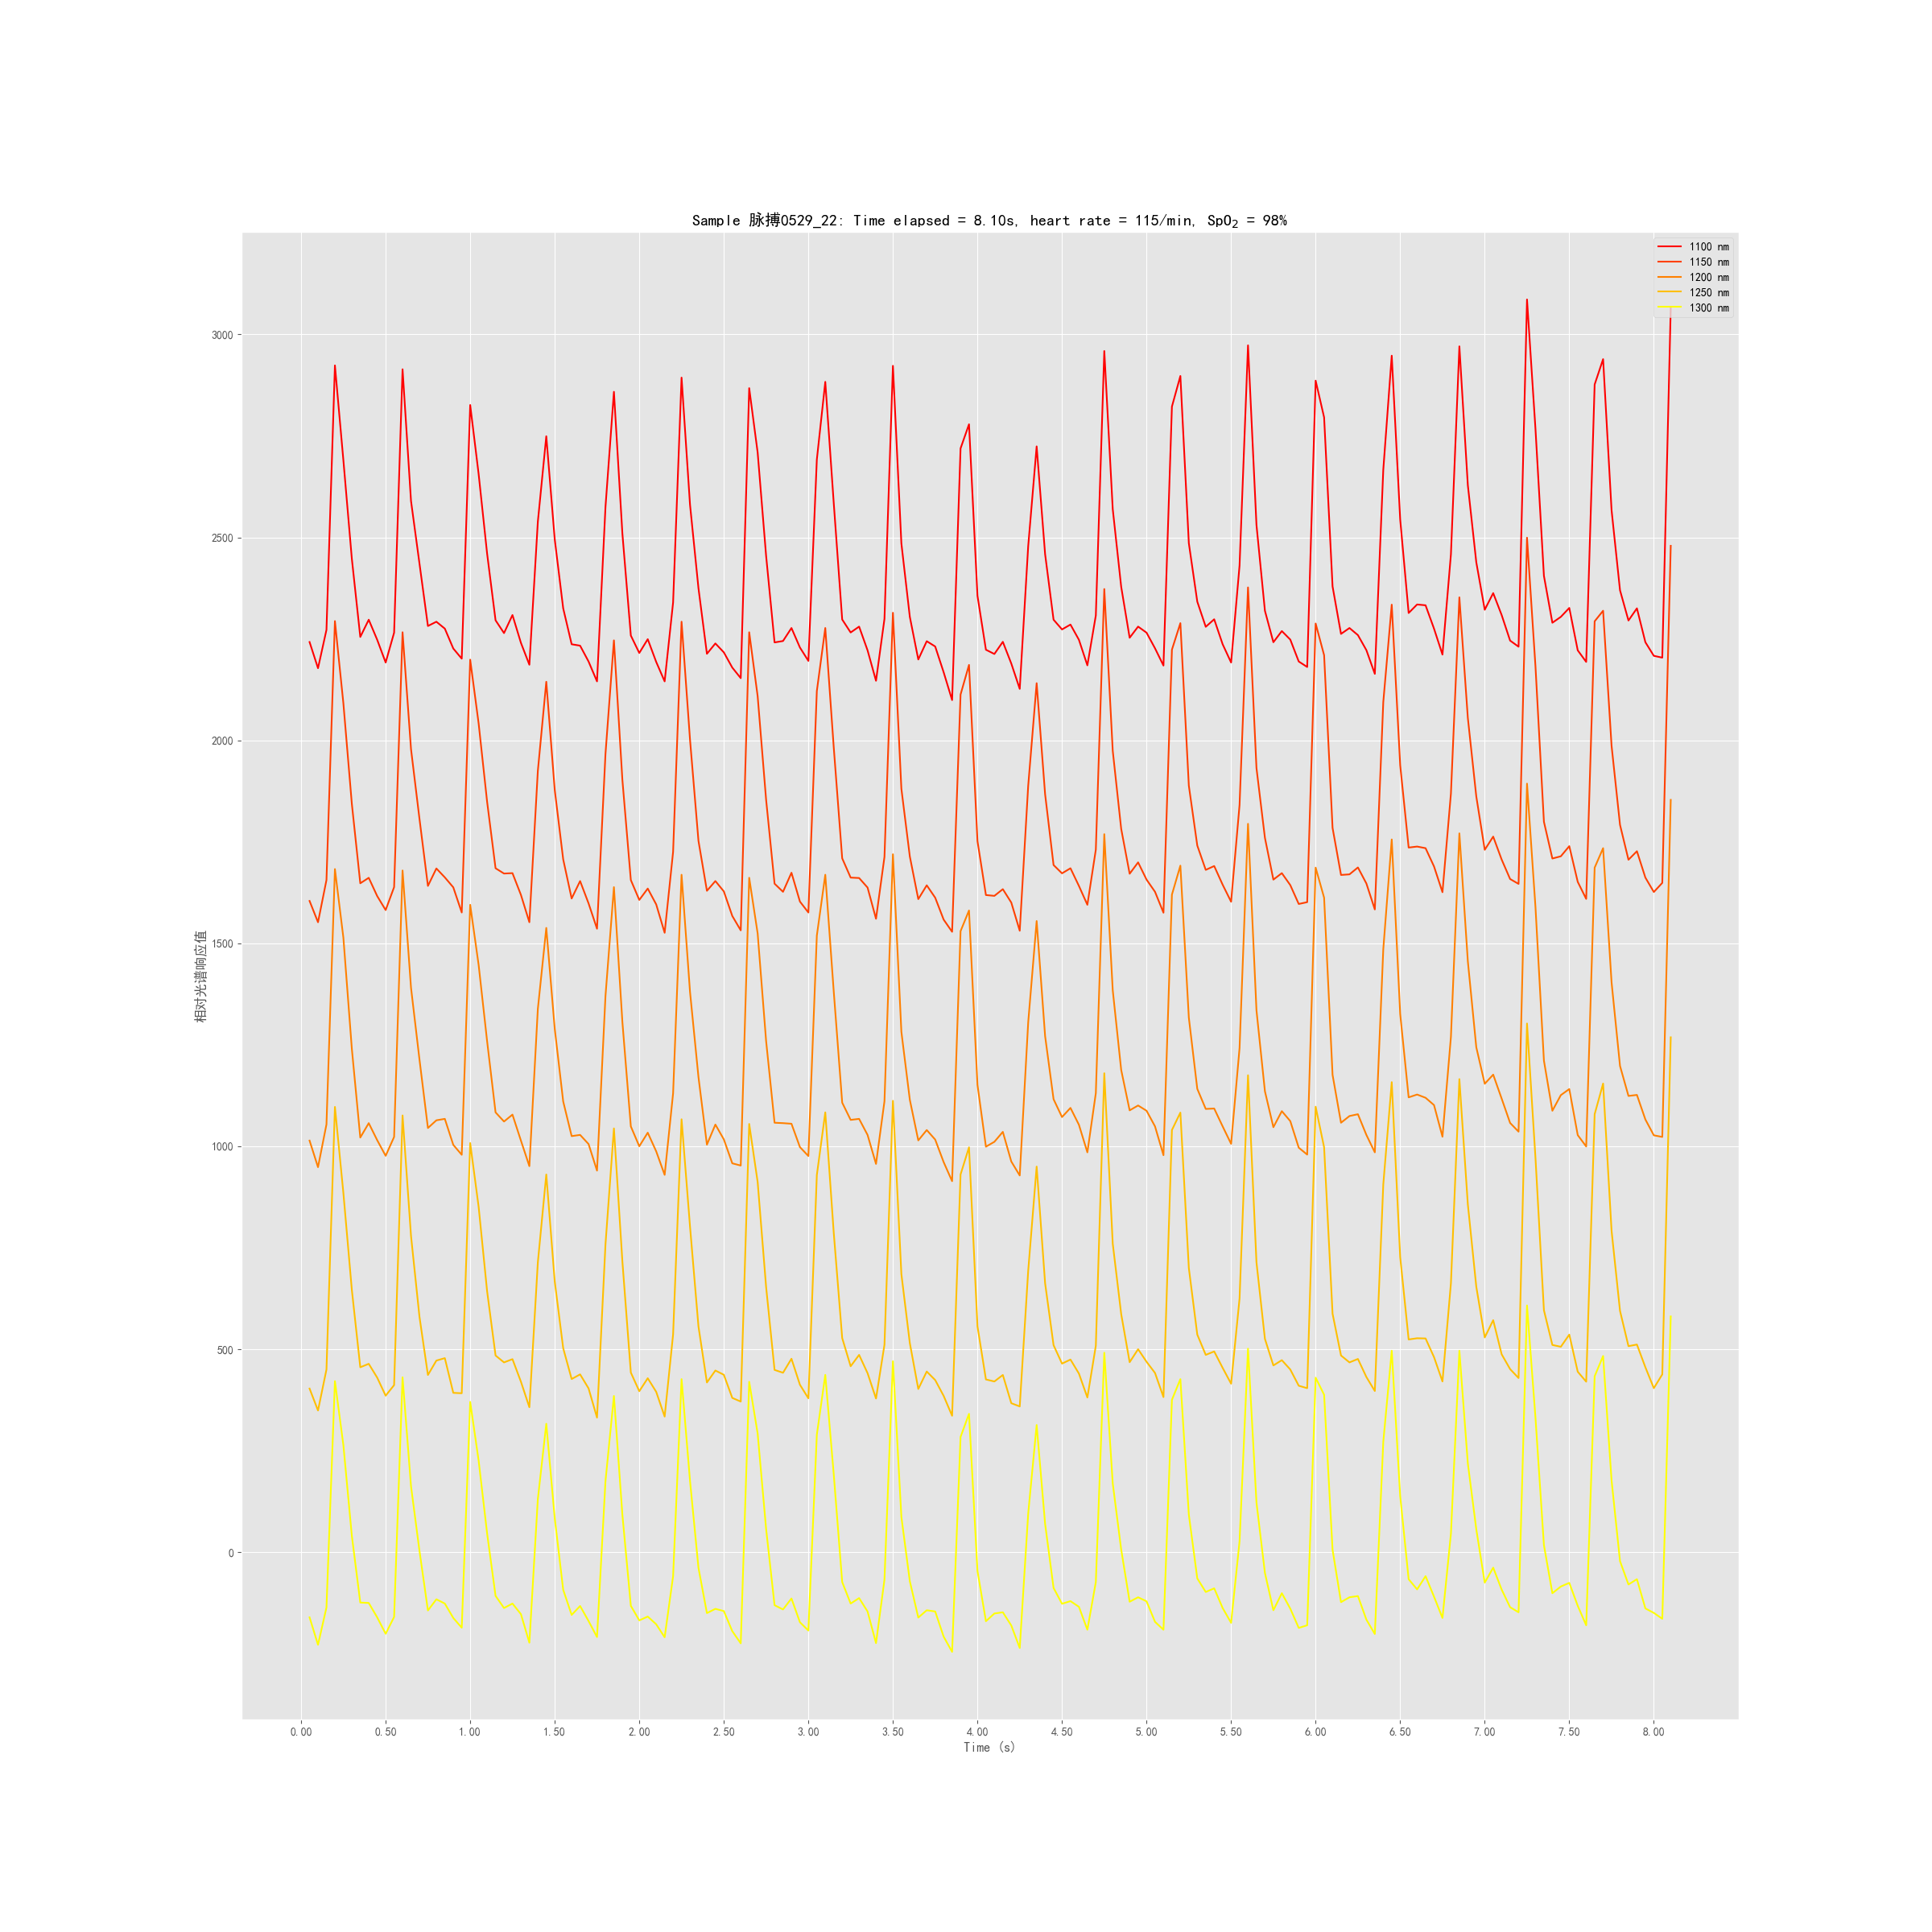 Sample 脉搏0529_22: Time elapsed = 8.10s, heart rate = 115/min, SpO₂ = 98%
1100 nm
1150 nm
1200 nm
1250 nm
1300 nm
3000
2500
2000
1500
1000
500
0
相对光谱响应值
0.00 0.50 1.00 1.50 2.00 2.50 3.00 3.50 4.00 4.50 5.00 5.50 6.00 6.50 7.00 7.50 8.00
Time (s)